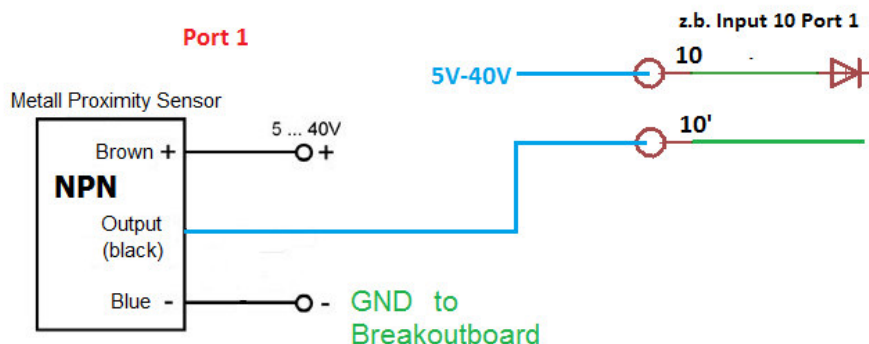 Port 1
z.b. Input 10 Port 1
10
5V-40V
Metall Proximity Sensor
5 ... 40V
Brown +
+
10'
NPN
Output
(black)
Blue -
-
GND to
Breakoutboard